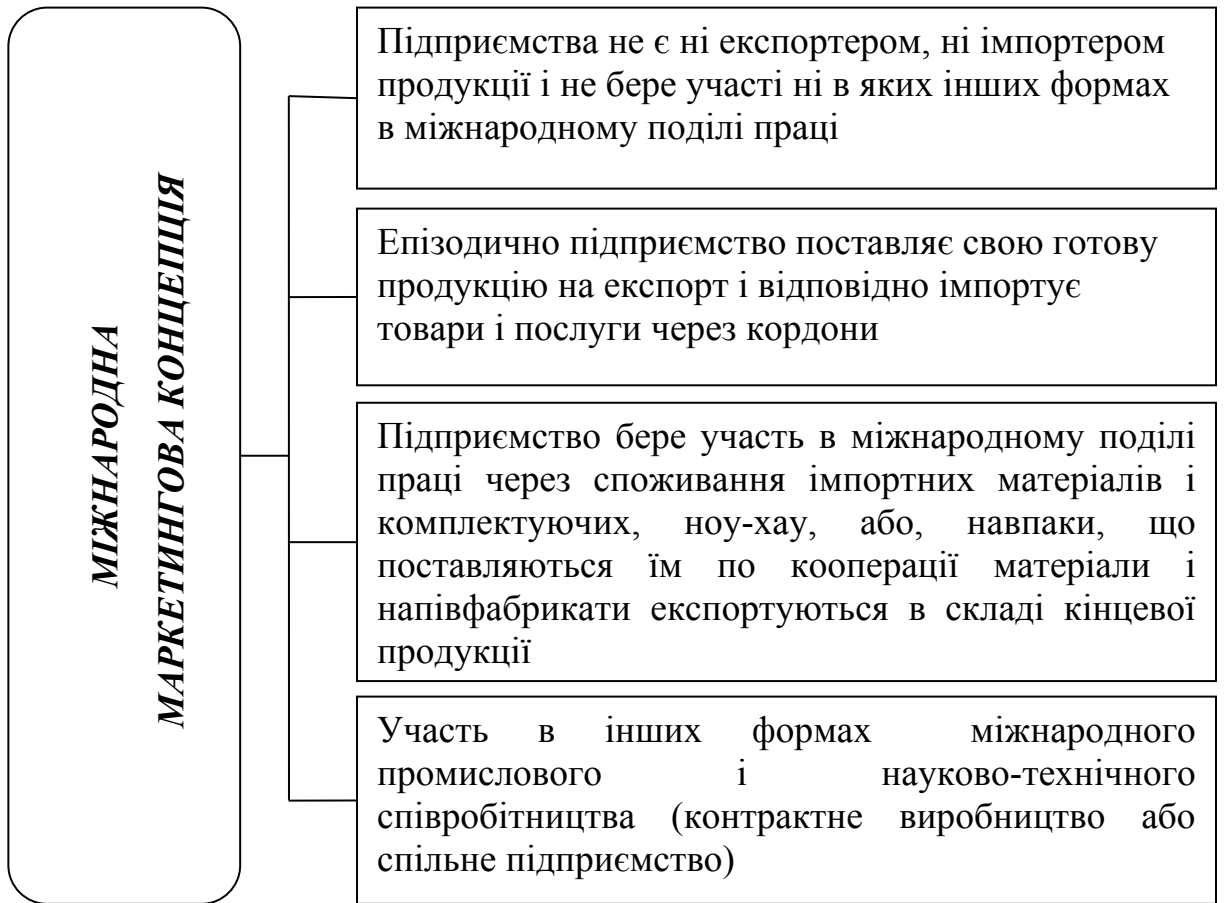 МІЖНАРОДНА
МАРКЕТИНГОВА КОНЦЕПЦІЯ
Підприємства не є ні експортером, ні імпортером
продукції і не бере участі ні в яких інших формах
в міжнародному поділі праці
Епізодично підприємство поставляє свою готову
продукцію на експорт і відповідно імпортує
товари і послуги через кордони
Підприємство бере участь в міжнародному поділі
праці через споживання імпортних матеріалів і
комплектуючих, ноу-хау, або, навпаки, що
поставляються їм по кооперації матеріали і
напівфабрикати експортуються в складі кінцевої
продукції
Участь в інших формах міжнародного
промислового і науково-технічного
співробітництва (контрактне виробництво або
спільне підприємство)